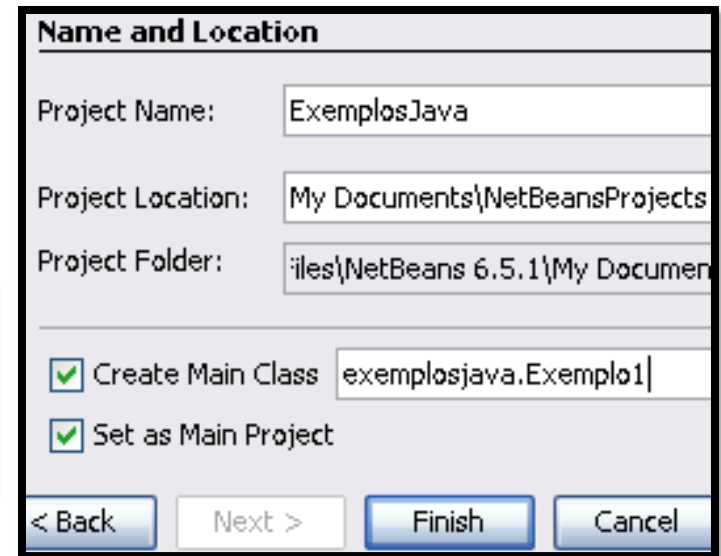 Name and Location
Project Name: ExemplosJava
Project Location: My Documents\NetBeansProjects
Project Folder: iles\NetBeans 6.5.1\My Documen
Create Main Class exemplosjava.Exemplo1
Set as Main Project
< Back Next > Finish Cancel